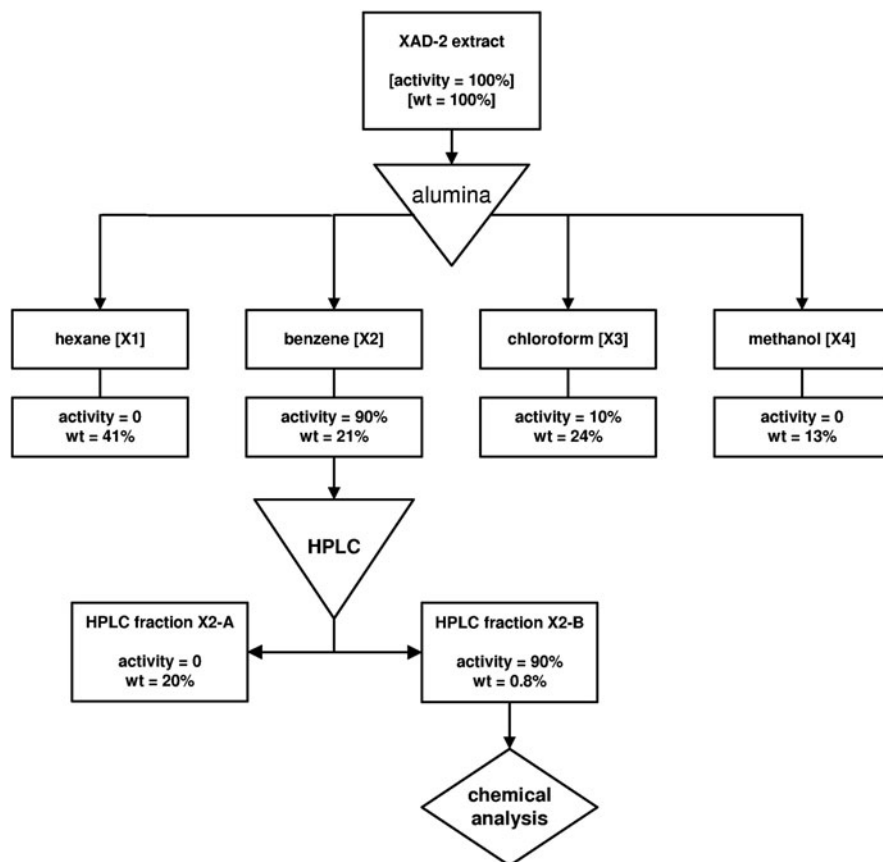 XAD-2 extract
[activity = 100%]
[wt = 100%]
alumina
hexane [X1]
benzene [X2]
chloroform [X3]
methanol [X4]
activity = 0
wt = 41%
activity = 90%
wt = 21%
activity = 10%
wt = 24%
activity = 0
wt = 13%
HPLC
HPLC fraction X2-A
activity = 0
wt = 20%
HPLC fraction X2-B
activity = 90%
wt = 0.8%
chemical
analysis